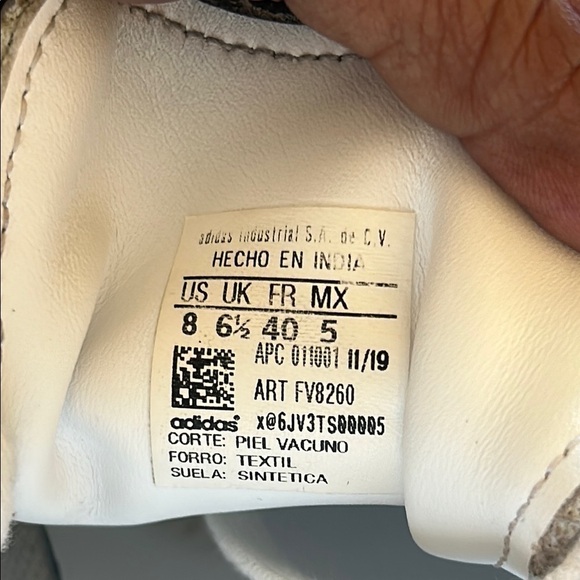 adidas Industrial S.A. de C.V.
HECHO EN INDIA
US UK FR MX
8 6½ 40 5
APC 011001 11/19
ART FV8260
adidas® x@6JV3TS00005
CORTE: PIEL VACUNO
FORRO: TEXTIL
SUELA: SINTETICA